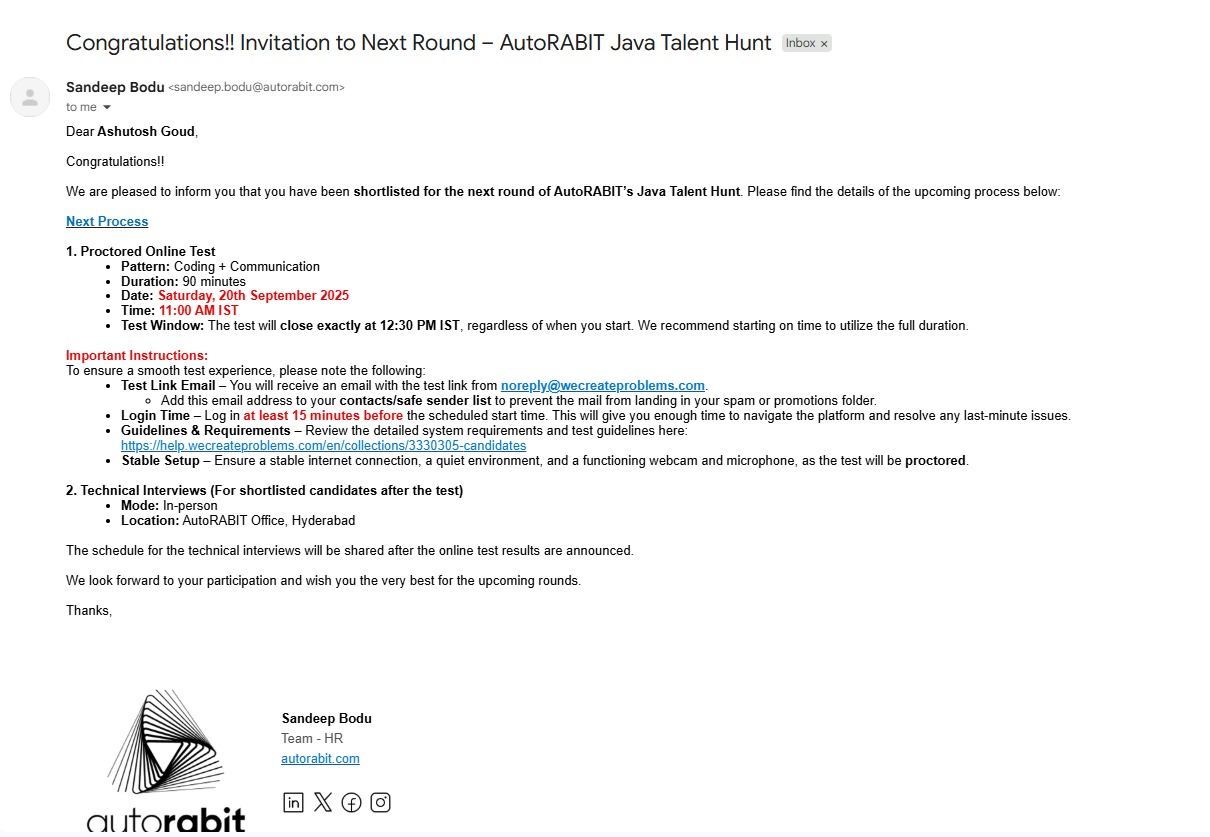 Congratulations!! Invitation to Next Round – AutoRABIT Java Talent Hunt Inbox ×
Sandeep Bodu <sandeep.bodu@autorabit.com>
to me
Dear Ashutosh Goud,
Congratulations!!
We are pleased to inform you that you have been shortlisted for the next round of AutoRABIT's Java Talent Hunt. Please find the details of the upcoming process below:
Next Process
1. Proctored Online Test
• Pattern: Coding + Communication
• Duration: 90 minutes
• Date: Saturday, 20th September 2025
• Time: 11:00 AM IST
• Test Window: The test will close exactly at 12:30 PM IST, regardless of when you start. We recommend starting on time to utilize the full duration.
Important Instructions:
To ensure a smooth test experience, please note the following:
• Test Link Email – You will receive an email with the test link from noreply@wecreateproblems.com.
○ Add this email address to your contacts/safe sender list to prevent the mail from landing in your spam or promotions folder.
• Login Time – Log in at least 15 minutes before the scheduled start time. This will give you enough time to navigate the platform and resolve any last-minute issues.
• Guidelines & Requirements – Review the detailed system requirements and test guidelines here:
https://help.wecreateproblems.com/en/collections/3330305-candidates
• Stable Setup – Ensure a stable internet connection, a quiet environment, and a functioning webcam and microphone, as the test will be proctored.
2. Technical Interviews (For shortlisted candidates after the test)
• Mode: In-person
• Location: AutoRABIT Office, Hyderabad
The schedule for the technical interviews will be shared after the online test results are announced.
We look forward to your participation and wish you the very best for the upcoming rounds.
Thanks,
Sandeep Bodu
Team - HR
autorabit.com
autorabit